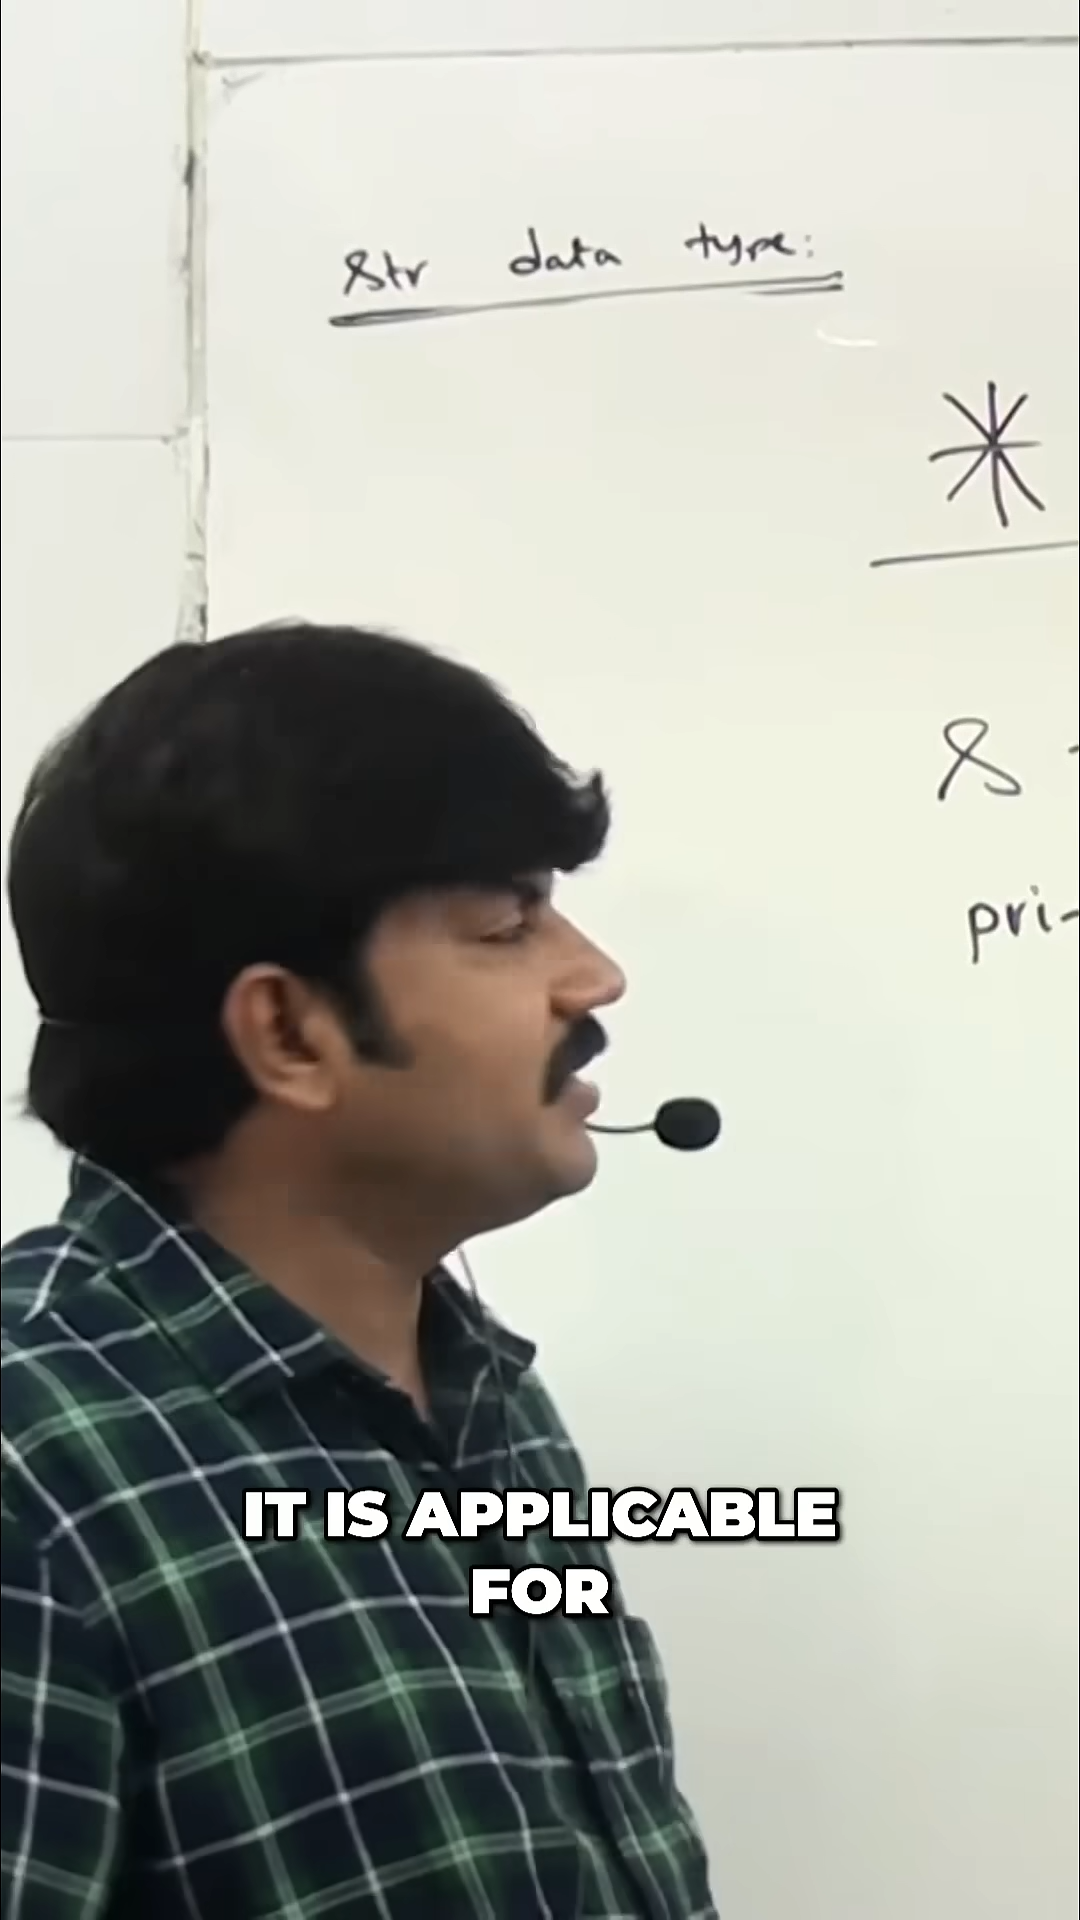 str data type:
*
s
pri-
IT IS APPLICABLE
FOR